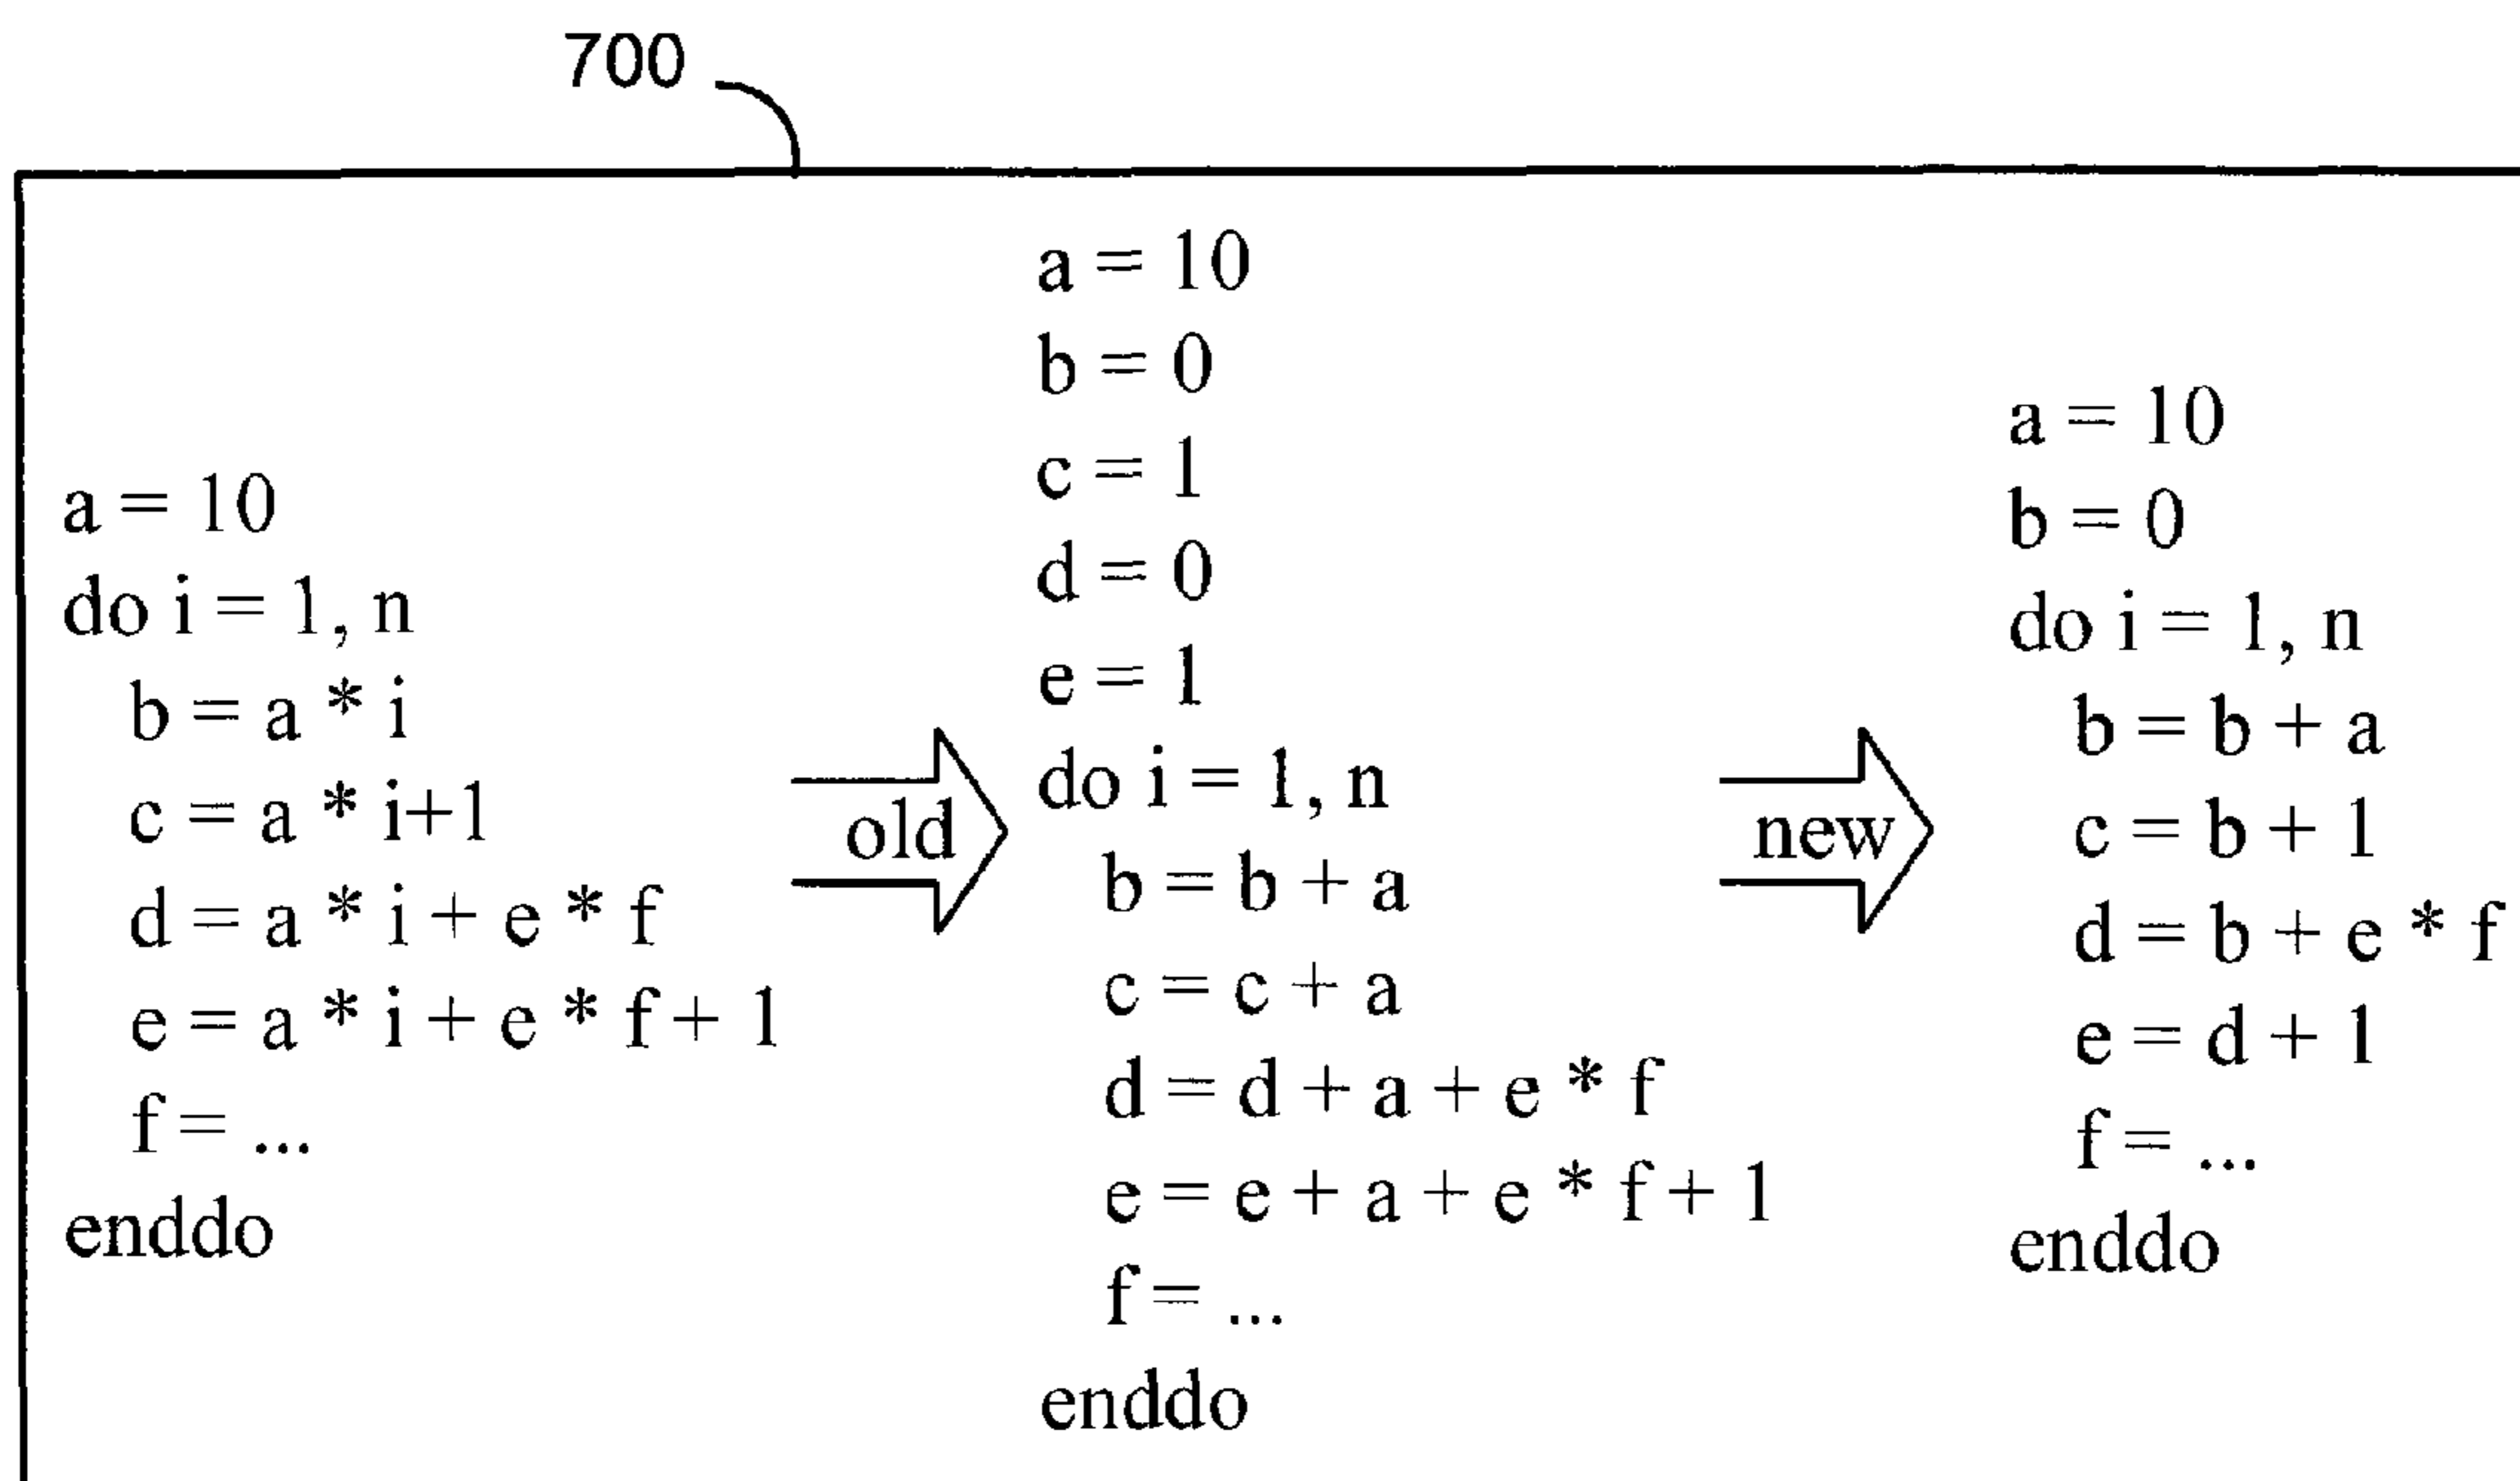 700
a = 10
do i = 1, n
b = a * i
c = a * i+1
d = a * i + e * f
e = a * i + e * f + 1
f = ...
enddo
old
a = 10
b = 0
c = 1
d = 0
e = 1
do i = 1, n
b = b + a
c = c + a
d = d + a + e * f
e = e + a + e * f + 1
f = ...
enddo
new
a = 10
b = 0
do i = 1, n
b = b + a
c = b + 1
d = b + e * f
e = d + 1
f = ...
enddo